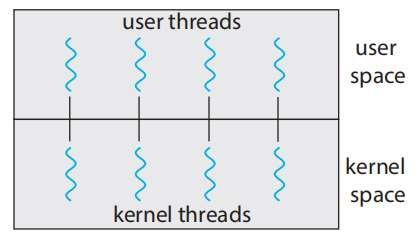 user threads
user
space
kernel
space
kernel threads